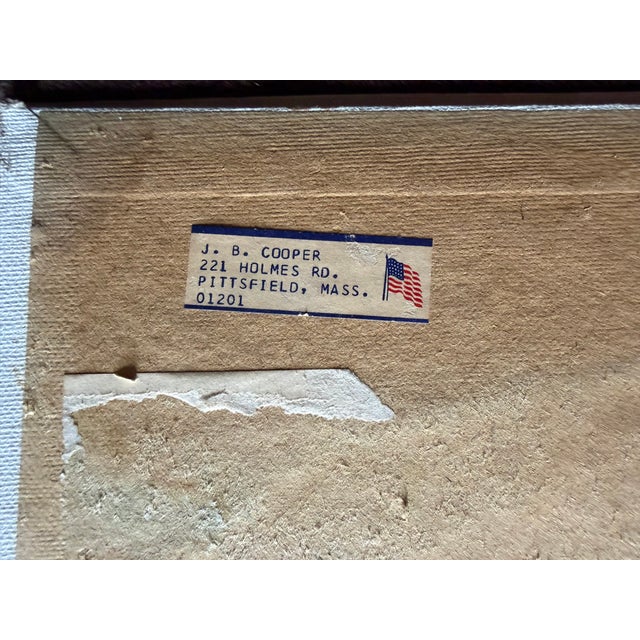 J. B. COOPER
221 HOLMES RD.
PITTSFIELD, MASS.
01201